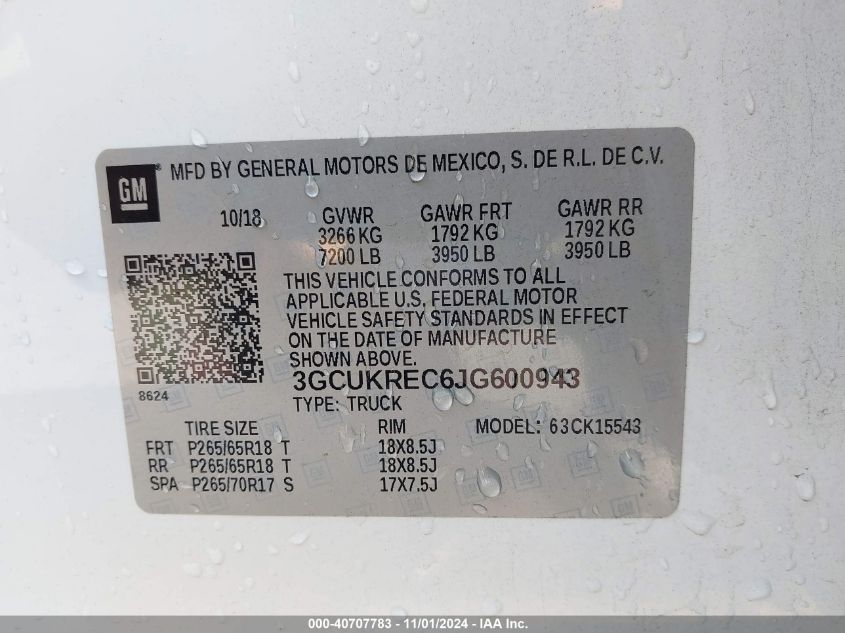 GM® MFD BY GENERAL MOTORS DE MEXICO, S. DE R.L. DE C.V.
10/18 GVWR GAWR FRT GAWR RR
3266 KG 1792 KG 1792 KG
7200 LB 3950 LB 3950 LB
THIS VEHICLE CONFORMS TO ALL
APPLICABLE U.S. FEDERAL MOTOR
VEHICLE SAFETY STANDARDS IN EFFECT
ON THE DATE OF MANUFACTURE
SHOWN ABOVE.
8624
3GCUKREC6JG600943
TYPE: TRUCK
TIRE SIZE RIM MODEL: 63CK15543
FRT P265/65R18 T 18X8.5J
RR P265/65R18 T 18X8.5J
SPA P265/70R17 S 17X7.5J
000-40707783 - 11/01/2024 - IAA Inc.